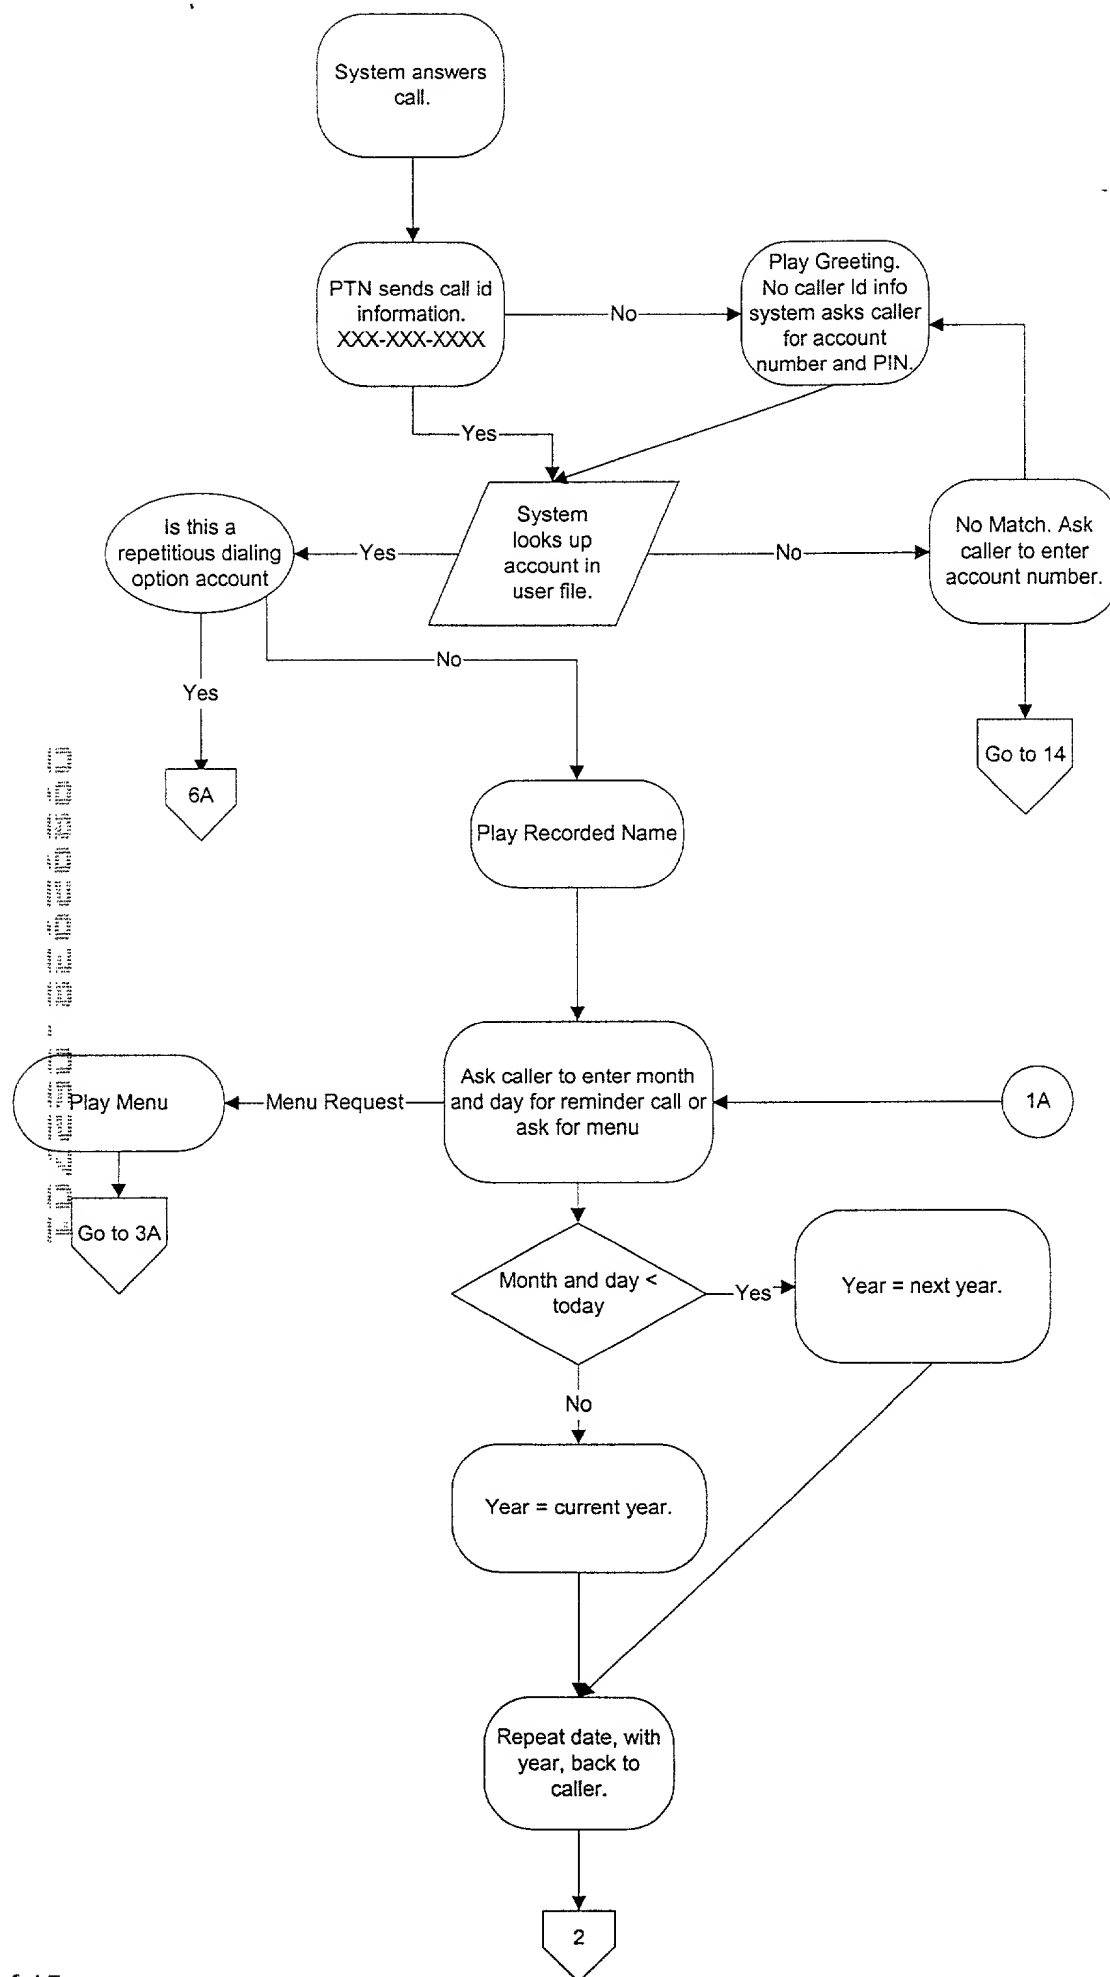 System answers
call.
PTN sends call id
information.
XXX-XXX-XXXX
No
Play Greeting.
No caller Id info
system asks caller
for account
number and PIN.
Yes
Is this a
repetitious dialing
option account
Yes
System
looks up
account in
user file.
No
No Match. Ask
caller to enter
account number.
No
Yes
6A
Go to 14
Play Recorded Name
Play Menu
Menu Request
Ask caller to enter month
and day for reminder call or
ask for menu
1A
Go to 3A
Month and day <
today
Yes
Year = next year.
No
Year = current year.
Repeat date, with
year, back to
caller.
2